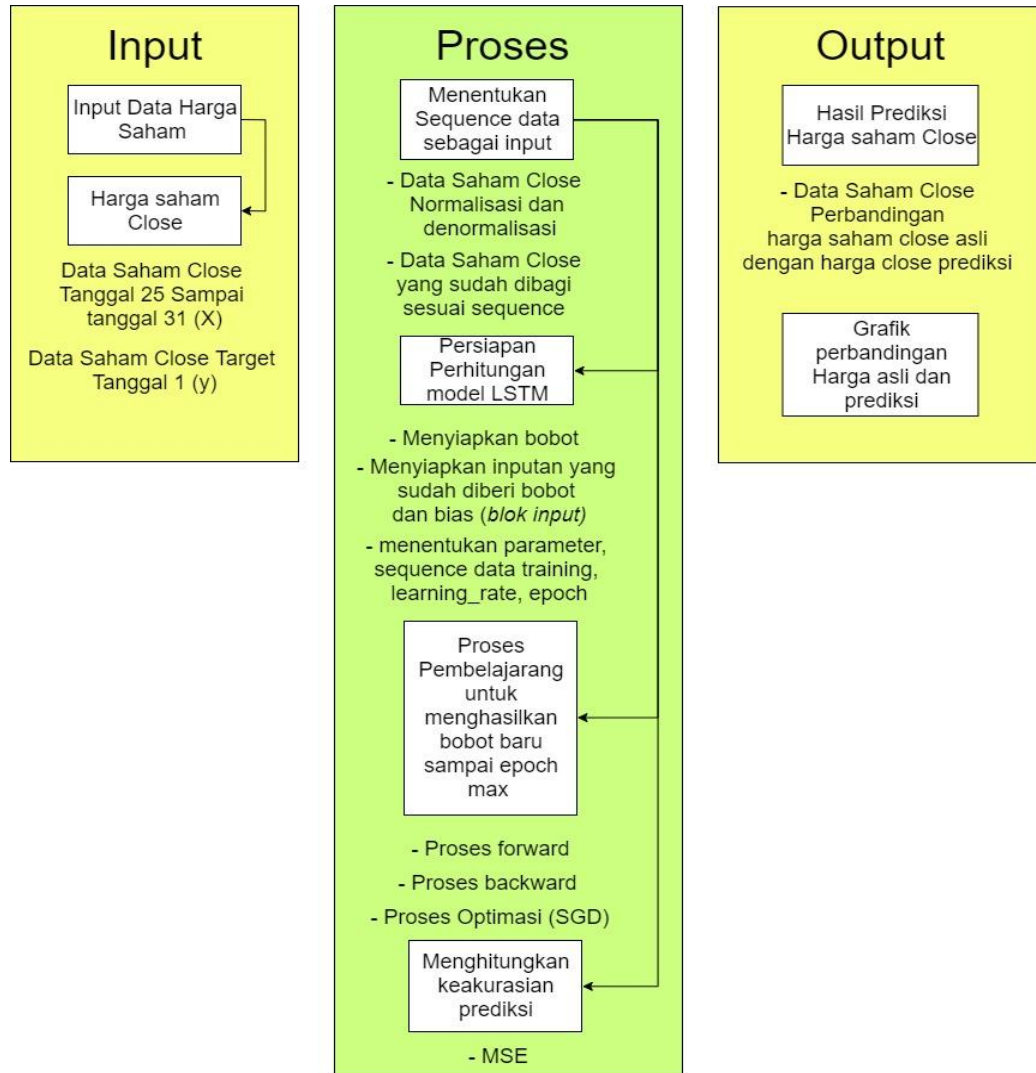 Input
Input Data Harga
Saham
Harga saham
Close
Data Saham Close
Tanggal 25 Sampai
tanggal 31 (X)
Data Saham Close Target
Tanggal 1 (y)
Proses
Menentukan
Sequence data
sebagai input
- Data Saham Close
Normalisasi dan
denormalisasi
- Data Saham Close
yang sudah dibagi
sesuai sequence
Persiapan
Perhitungan
model LSTM
- Menyiapkan bobot
- Menyiapkan inputan yang
sudah diberi bobot
dan bias (blok input)
- menentukan parameter,
sequence data training,
learning_rate, epoch
Proses
Pembelajarang
untuk
menghasilkan
bobot baru
sampai epoch
max
- Proses forward
- Proses backward
- Proses Optimasi (SGD)
Menghitungkan
keakurasian
prediksi
- MSE
Output
Hasil Prediksi
Harga saham Close
- Data Saham Close
Perbandingan
harga saham close asli
dengan harga close prediksi
Grafik
perbandingan
Harga asli dan
prediksi